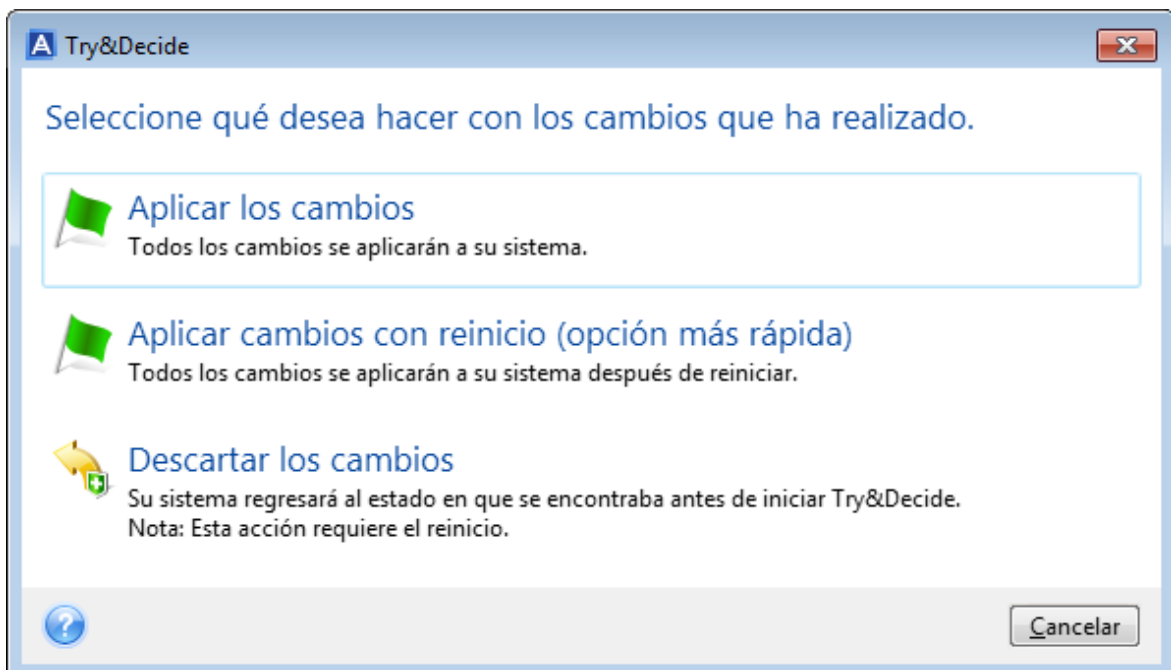 A Try&Decide
Seleccione qué desea hacer con los cambios que ha realizado.
Aplicar los cambios
Todos los cambios se aplicarán a su sistema.
Aplicar cambios con reinicio (opción más rápida)
Todos los cambios se aplicarán a su sistema después de reiniciar.
Descartar los cambios
Su sistema regresará al estado en que se encontraba antes de iniciar Try&Decide.
Nota: Esta acción requiere el reinicio.
?
Cancelar